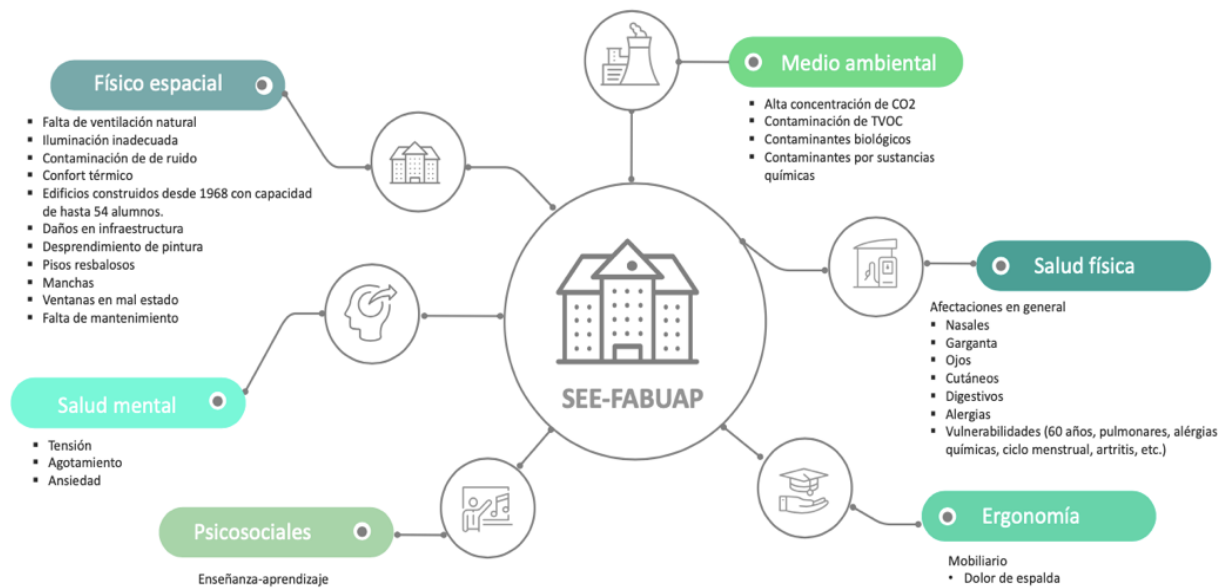 Físico espacial
Falta de ventilación natural
Iluminación inadecuada
Contaminación de de ruido
Confort térmico
Edificios construidos desde 1968 con capacidad
de hasta 54 alumnos.
Daños en infraestructura
Desprendimiento de pintura
Pisos resbalosos
Manchas
Ventanas en mal estado
Falta de mantenimiento
Medio ambiental
Alta concentración de CO2
Contaminación de TVOC
Contaminantes biológicos
Contaminantes por sustancias
químicas
SEE-FABUAP
Salud física
Afectaciones en general
Nasales
Garganta
Ojos
Cutáneos
Digestivos
Alergias
Vulnerabilidades (60 años, pulmonares, alérgias
químicas, ciclo menstrual, artritis, etc.)
Salud mental
Tensión
Agotamiento
Ansiedad
Psicosociales
Enseñanza-aprendizaje
Ergonomía
Mobiliario
Dolor de espalda